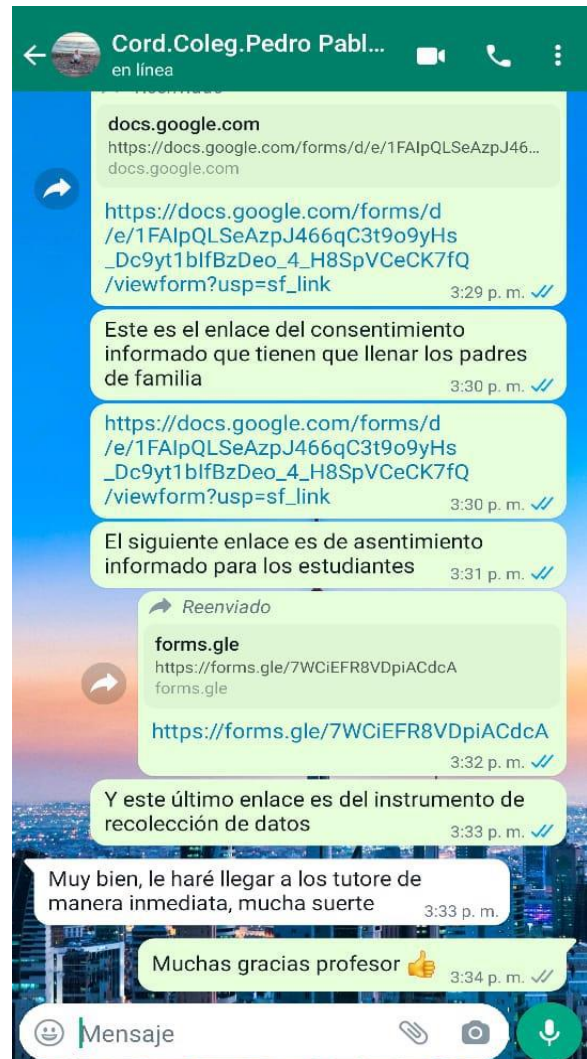 Cord.Coleg.Pedro Pabl...
en línea
Reenviado
docs.google.com
https://docs.google.com/forms/d/e/1FAIpQLSeAzpJ46...
docs.google.com
https://docs.google.com/forms/d
/e/1FAIpQLSeAzpJ466qC3t9o9yHs
_Dc9yt1bIfBzDeo_4_H8SpVCeCK7fQ
/viewform?usp=sf_link
3:29 p. m.
Este es el enlace del consentimiento
informado que tienen que llenar los padres
de familia
3:30 p. m.
https://docs.google.com/forms/d
/e/1FAIpQLSeAzpJ466qC3t9o9yHs
_Dc9yt1bIfBzDeo_4_H8SpVCeCK7fQ
/viewform?usp=sf_link
3:30 p. m.
El siguiente enlace es de asentimiento
informado para los estudiantes
3:31 p. m.
Reenviado
forms.gle
https://forms.gle/7WCiEFR8VDpiACdcA
forms.gle
https://forms.gle/7WCiEFR8VDpiACdcA
3:32 p. m.
Y este último enlace es del instrumento de
recolección de datos
3:33 p. m.
Muy bien, le haré llegar a los tutore de
manera inmediata, mucha suerte
3:33 p. m.
Muchas gracias profesor 👍
3:34 p. m.
Mensaje